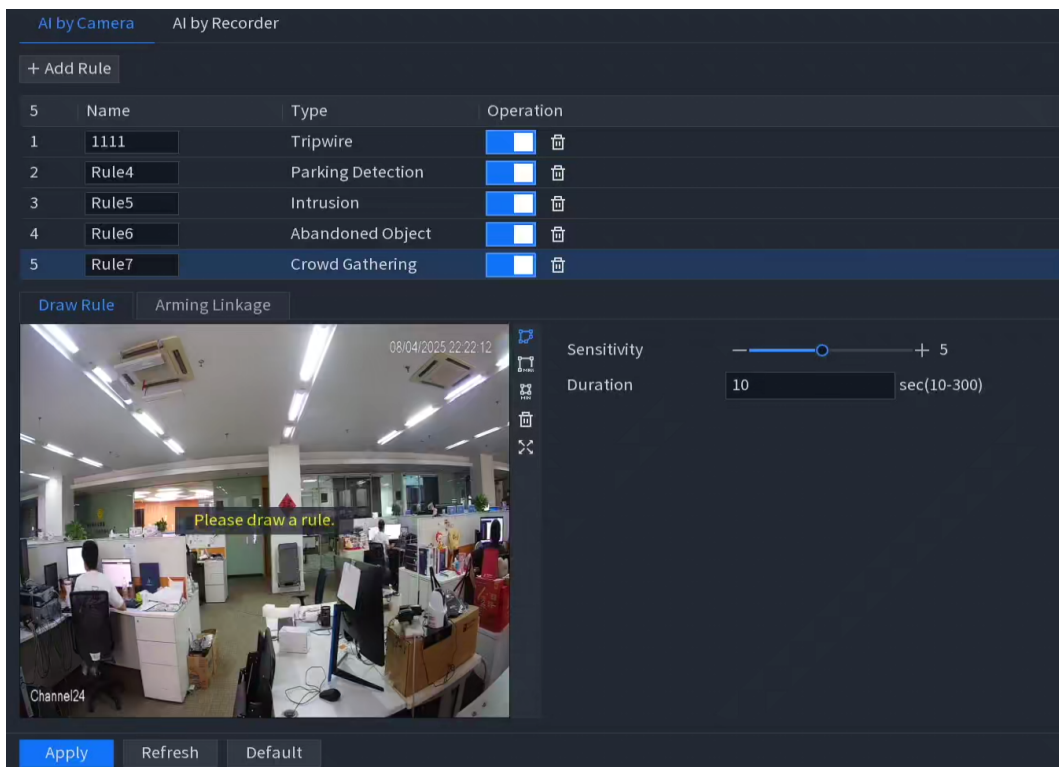 AI by Camera AI by Recorder
+ Add Rule
5 Name Type Operation
1 1111 Tripwire
2 Rule4 Parking Detection
3 Rule5 Intrusion
4 Rule6 Abandoned Object
5 Rule7 Crowd Gathering
Draw Rule Arming Linkage
08/04/2025 22:22:12
Sensitivity — + 5
Duration 10 sec(10-300)
Please draw a rule.
Channel24
Apply Refresh Default